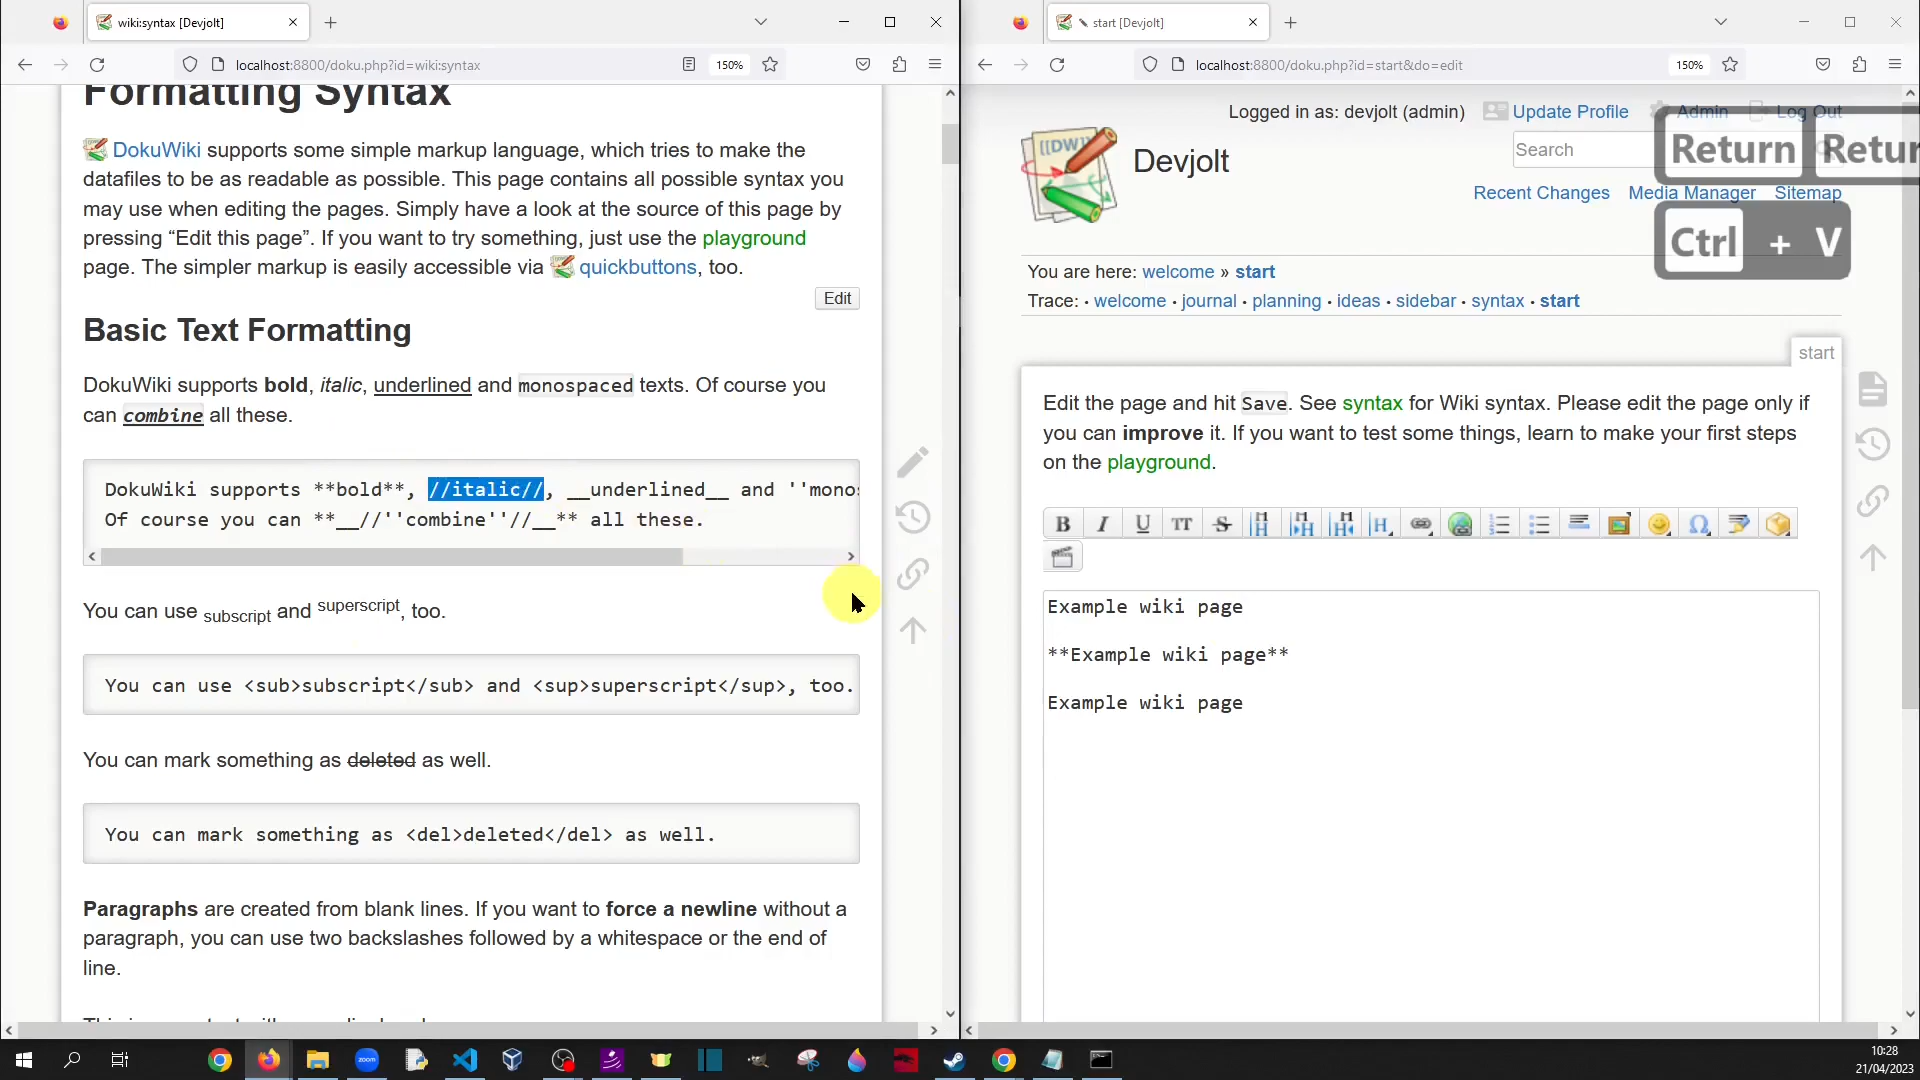 wiki:syntax [Devjolt]
localhost:8800/doku.php?id=wiki:syntax
150%
Formatting Syntax
DokuWiki supports some simple markup language, which tries to make the
datafiles to be as readable as possible. This page contains all possible syntax you
may use when editing the pages. Simply have a look at the source of this page by
pressing “Edit this page”. If you want to try something, just use the playground
page. The simpler markup is easily accessible via quickbuttons, too.
Edit
Basic Text Formatting
DokuWiki supports bold, italic, underlined and monospaced texts. Of course you
can combine all these.
DokuWiki supports **bold**, //italic//, __underlined__ and ''monos
Of course you can **__//''combine''//__** all these.
You can use subscript and superscript, too.
You can use <sub>subscript</sub> and <sup>superscript</sup>, too.
You can mark something as deleted as well.
You can mark something as <del>deleted</del> as well.
Paragraphs are created from blank lines. If you want to force a newline without a
paragraph, you can use two backslashes followed by a whitespace or the end of
line.
start [Devjolt]
localhost:8800/doku.php?id=start&do=edit
150%
Logged in as: devjolt (admin) Update Profile Admin Log Out
Devjolt
Search
Return Retur
Recent Changes Media Manager Sitemap
Ctrl + V
You are here: welcome » start
Trace: • welcome • journal • planning • ideas • sidebar • syntax • start
start
Edit the page and hit Save. See syntax for Wiki syntax. Please edit the page only if
you can improve it. If you want to test some things, learn to make your first steps
on the playground.
B I U TT S H H H H
Example wiki page
**Example wiki page**
Example wiki page
zoom
10:28
21/04/2023